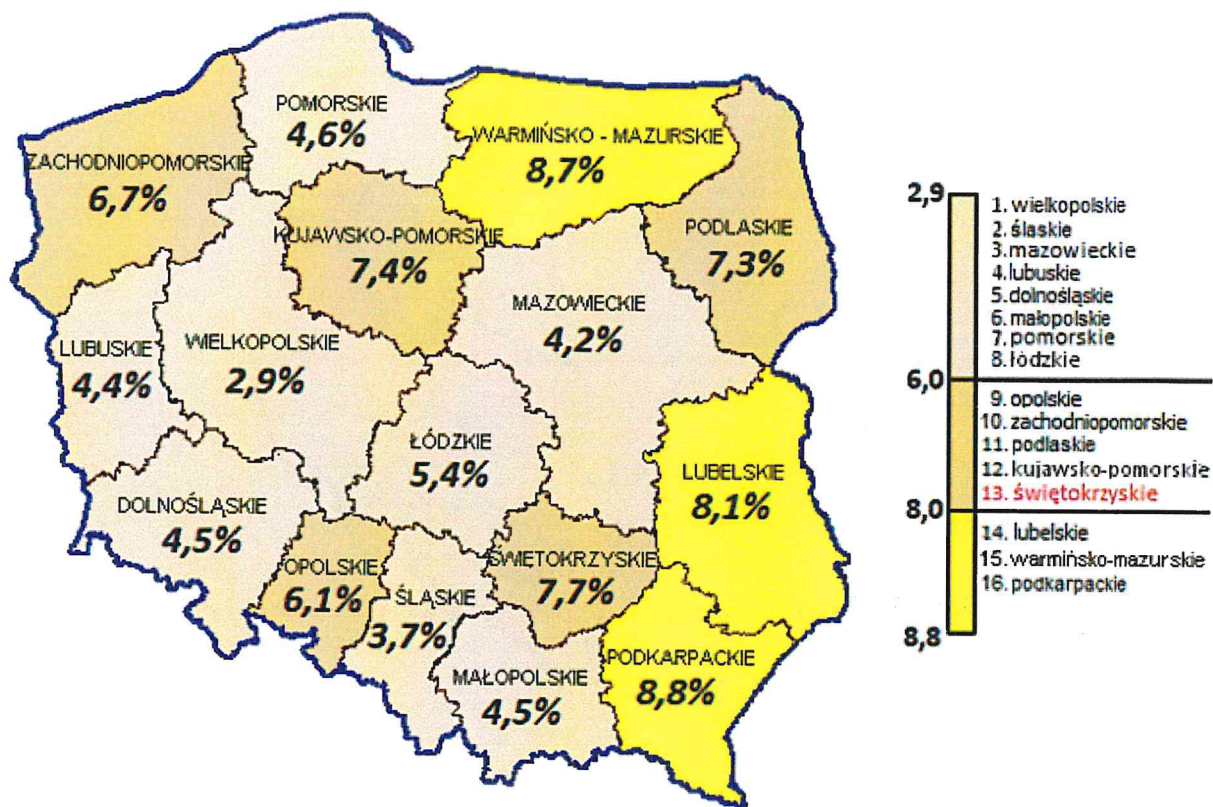 POMORSKIE
4,6%
WARMIŃSKO - MAZURSKIE
8,7%
ZACHODNIOPOMORSKIE
6,7%
KUJAWSKO-POMORSKIE
7,4%
PODLASKIE
7,3%
MAZOWIECKIE
4,2%
LUBUSKIE
4,4%
WIELKOPOLSKIE
2,9%
ŁÓDZKIE
5,4%
LUBELSKIE
8,1%
DOLNOŚLĄSKIE
4,5%
OPOLSKIE
6,1%
ŚLĄSKIE
3,7%
ŚWIĘTOKRZYSKIE
7,7%
MAŁOPOLSKIE
4,5%
PODKARPACKIE
8,8%
2,9
1. wielkopolskie
2. śląskie
3. mazowieckie
4. lubuskie
5. dolnośląskie
6. małopolskie
7. pomorskie
8. łódzkie
6,0
9. opolskie
10. zachodniopomorskie
11. podlaskie
12. kujawsko-pomorskie
13. świętokrzyskie
8,0
14. lubelskie
15. warmińsko-mazurskie
16. podkarpackie
8,8